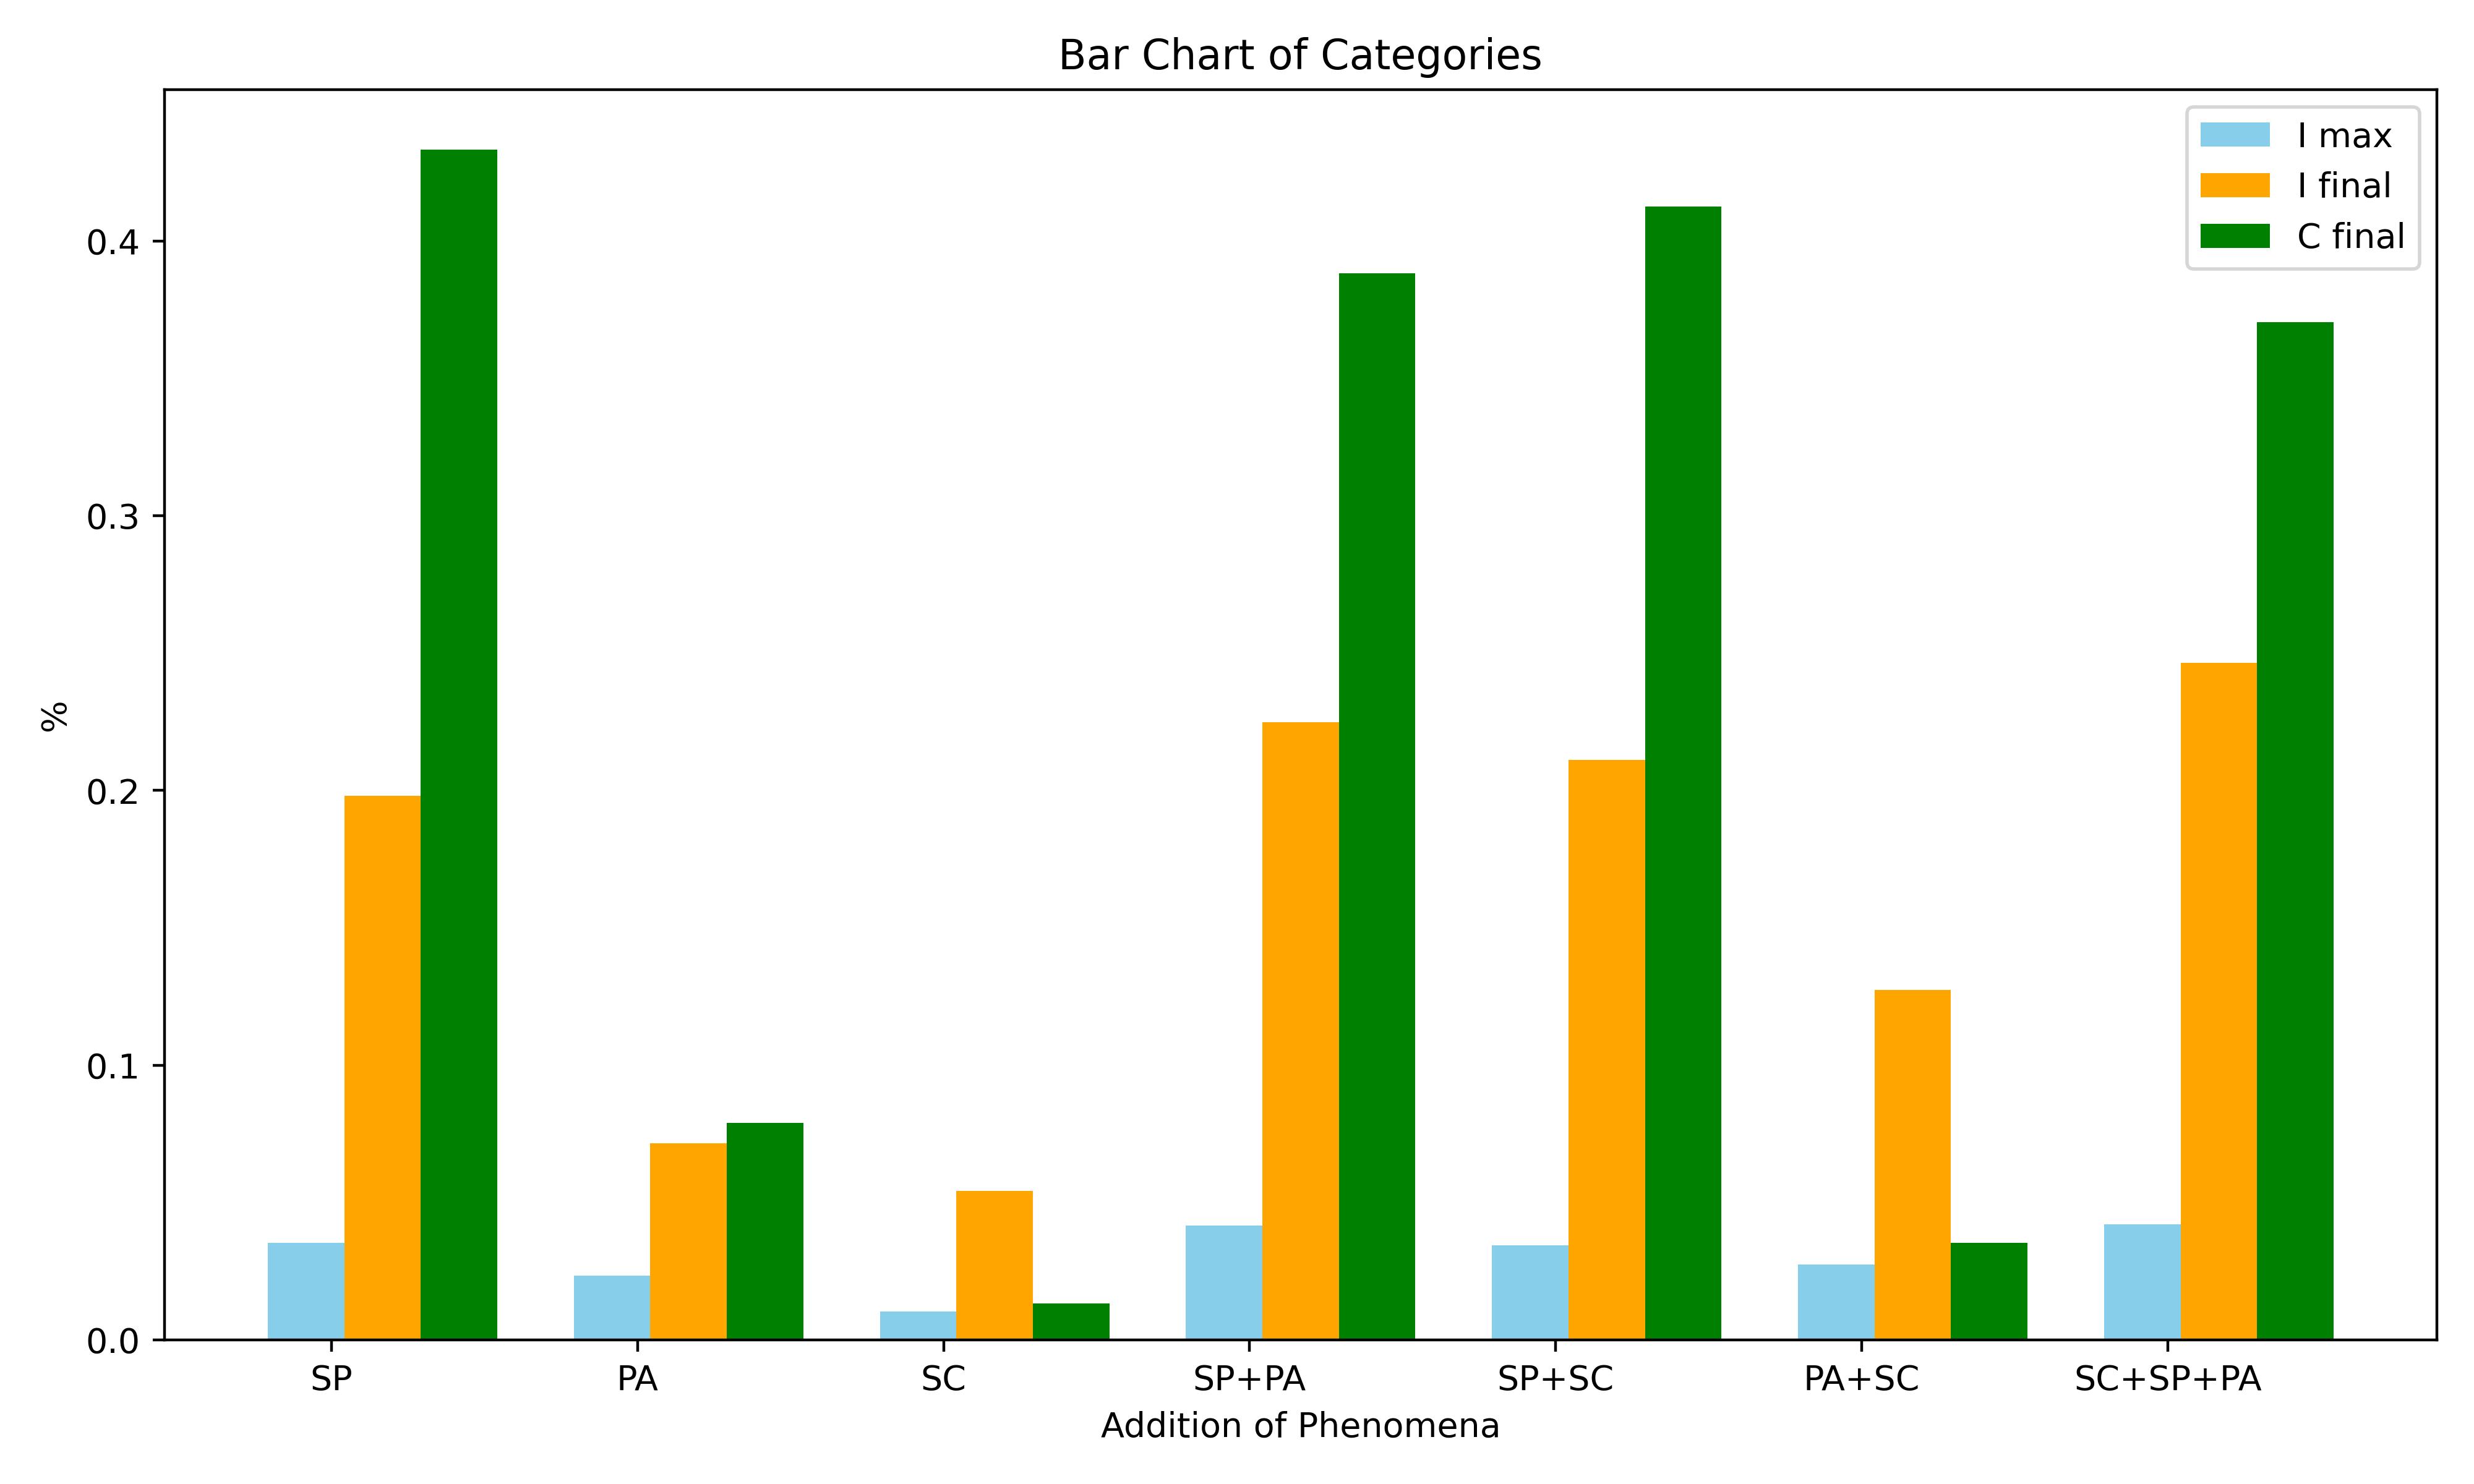 Bar Chart of Categories
I max
I final
C final
0.4
0.3
0.2
0.1
0.0
%
SP PA SC SP+PA SP+SC PA+SC SC+SP+PA
Addition of Phenomena